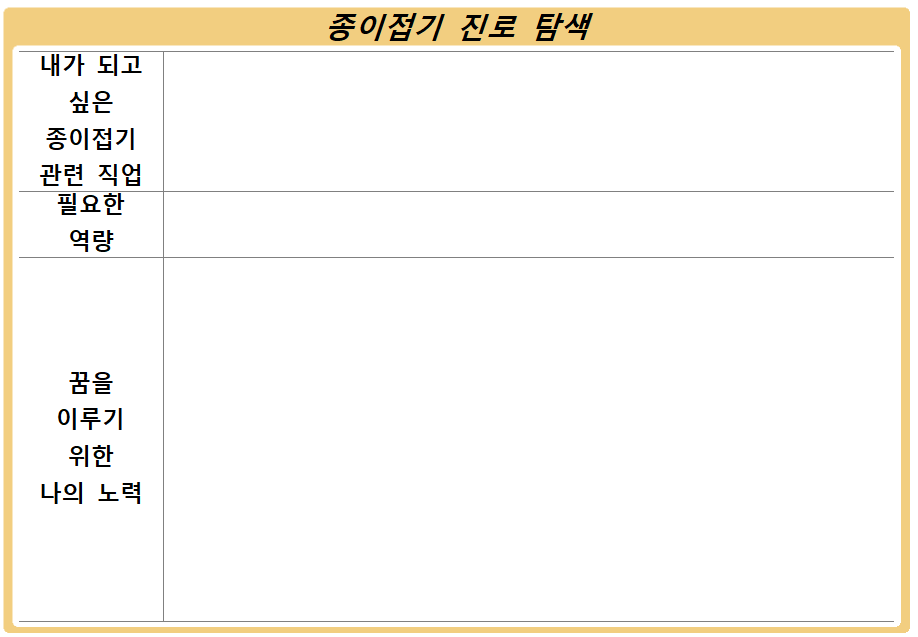 종이접기 진로 탐색
내가 되고
싶은
종이접기
관련 직업
필요한
역량
꿈을
이루기
위한
나의 노력